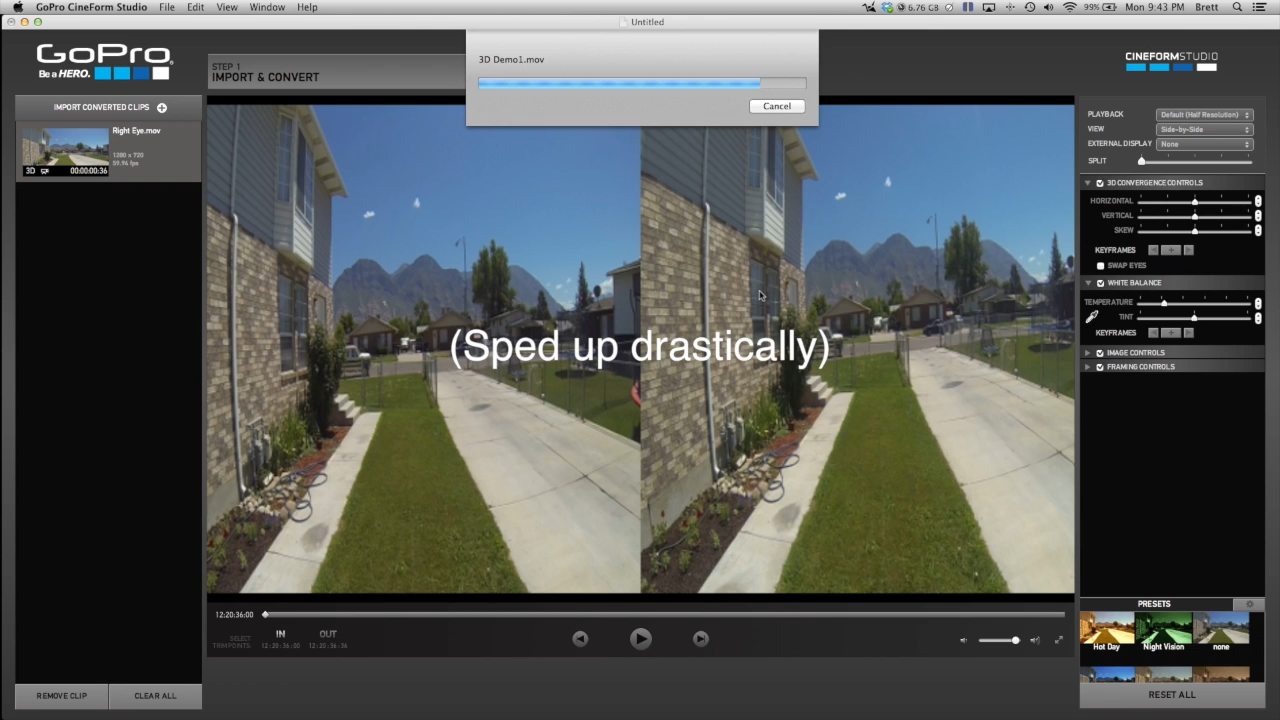 GoPro CineForm Studio File Edit View Window Help 6.76 GB 99% Mon 9:43 PM Brett
Untitled
GoPro
Be a HERO.
STEP 1
IMPORT & CONVERT
3D Demo1.mov
Cancel
CINEFORMSTUDIO
IMPORT CONVERTED CLIPS
Right Eye.mov
1280 x 720
59.94 fps
3D 00:00:00:36
PLAYBACK Default (Half Resolution)
VIEW Side-by-Side
EXTERNAL DISPLAY None
SPLIT
3D CONVERGENCE CONTROLS
HORIZONTAL
VERTICAL
SKEW
KEYFRAMES
SWAP EYES
WHITE BALANCE
TEMPERATURE
TINT
KEYFRAMES
IMAGE CONTROLS
FRAMING CONTROLS
(Sped up drastically)
12:20:36:00
SELECT
TRIM POINTS:
IN
12:20:36:00
OUT
12:20:36:36
PRESETS
Hot Day Night Vision none
REMOVE CLIP CLEAR ALL
RESET ALL